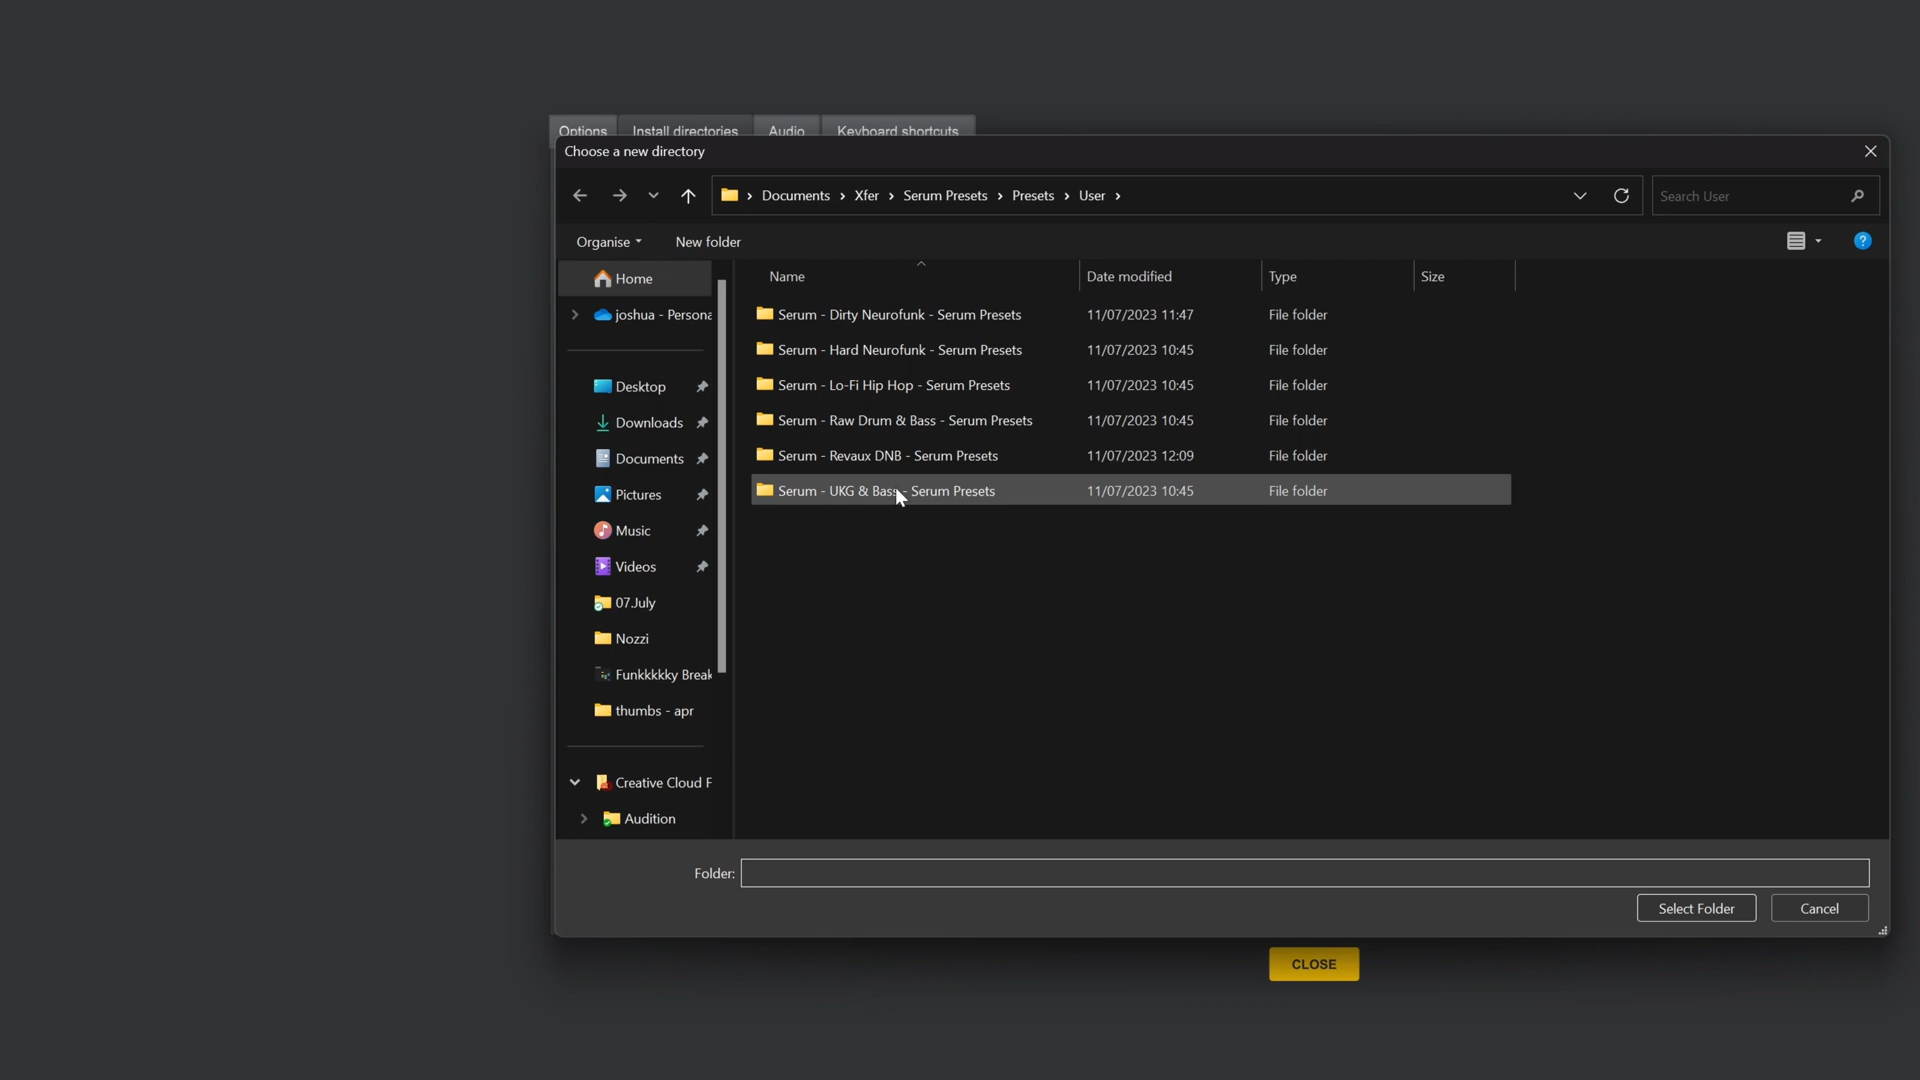 Options Install directories Audio Keyboard shortcuts
Choose a new directory
Documents Xfer Serum Presets Presets User
Search User
Organise New folder
Name Date modified Type Size
Home
joshua - Persona
Desktop
Downloads
Documents
Pictures
Music
Videos
07.July
Nozzi
Funkkkkky Break
thumbs - apr
Creative Cloud F
Audition
Serum - Dirty Neurofunk - Serum Presets 11/07/2023 11:47 File folder
Serum - Hard Neurofunk - Serum Presets 11/07/2023 10:45 File folder
Serum - Lo-Fi Hip Hop - Serum Presets 11/07/2023 10:45 File folder
Serum - Raw Drum & Bass - Serum Presets 11/07/2023 10:45 File folder
Serum - Revaux DNB - Serum Presets 11/07/2023 12:09 File folder
Serum - UKG & Bass - Serum Presets 11/07/2023 10:45 File folder
Folder:
Select Folder Cancel
CLOSE